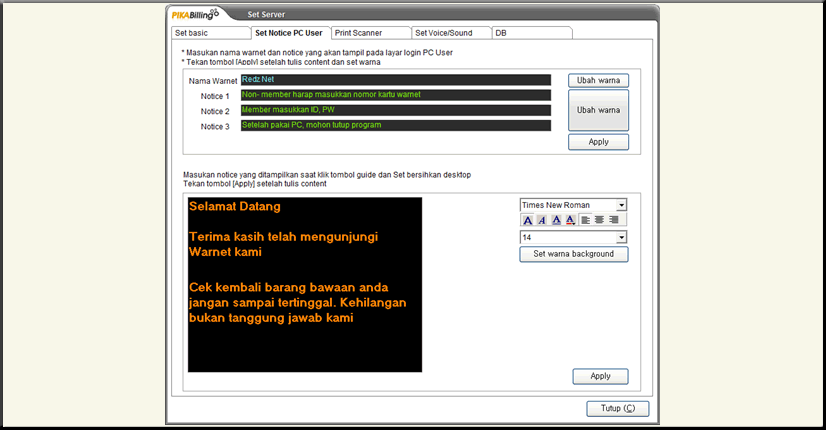 PIKABilling Set Server
Set basic Set Notice PC User Print Scanner Set Voice/Sound DB
* Masukan nama warnet dan notice yang akan tampil pada layar login PC User
* Tekan tombol [Apply] setelah tulis content dan set warna
Nama Warnet Redz.Net Ubah warna
Notice 1 Non- member harap masukkan nomor kartu warnet
Notice 2 Member masukkan ID, PW Ubah warna
Notice 3 Setelah pakai PC, mohon tutup program
Apply
Masukan notice yang ditampilkan saat klik tombol guide dan Set bersihkan desktop
Tekan tombol [Apply] setelah tulis content
Selamat Datang
Terima kasih telah mengunjungi
Warnet kami
Cek kembali barang bawaan anda
jangan sampai tertinggal. Kehilangan
bukan tanggung jawab kami
Times New Roman
A A A A
14
Set warna background
Apply
Tutup (C)